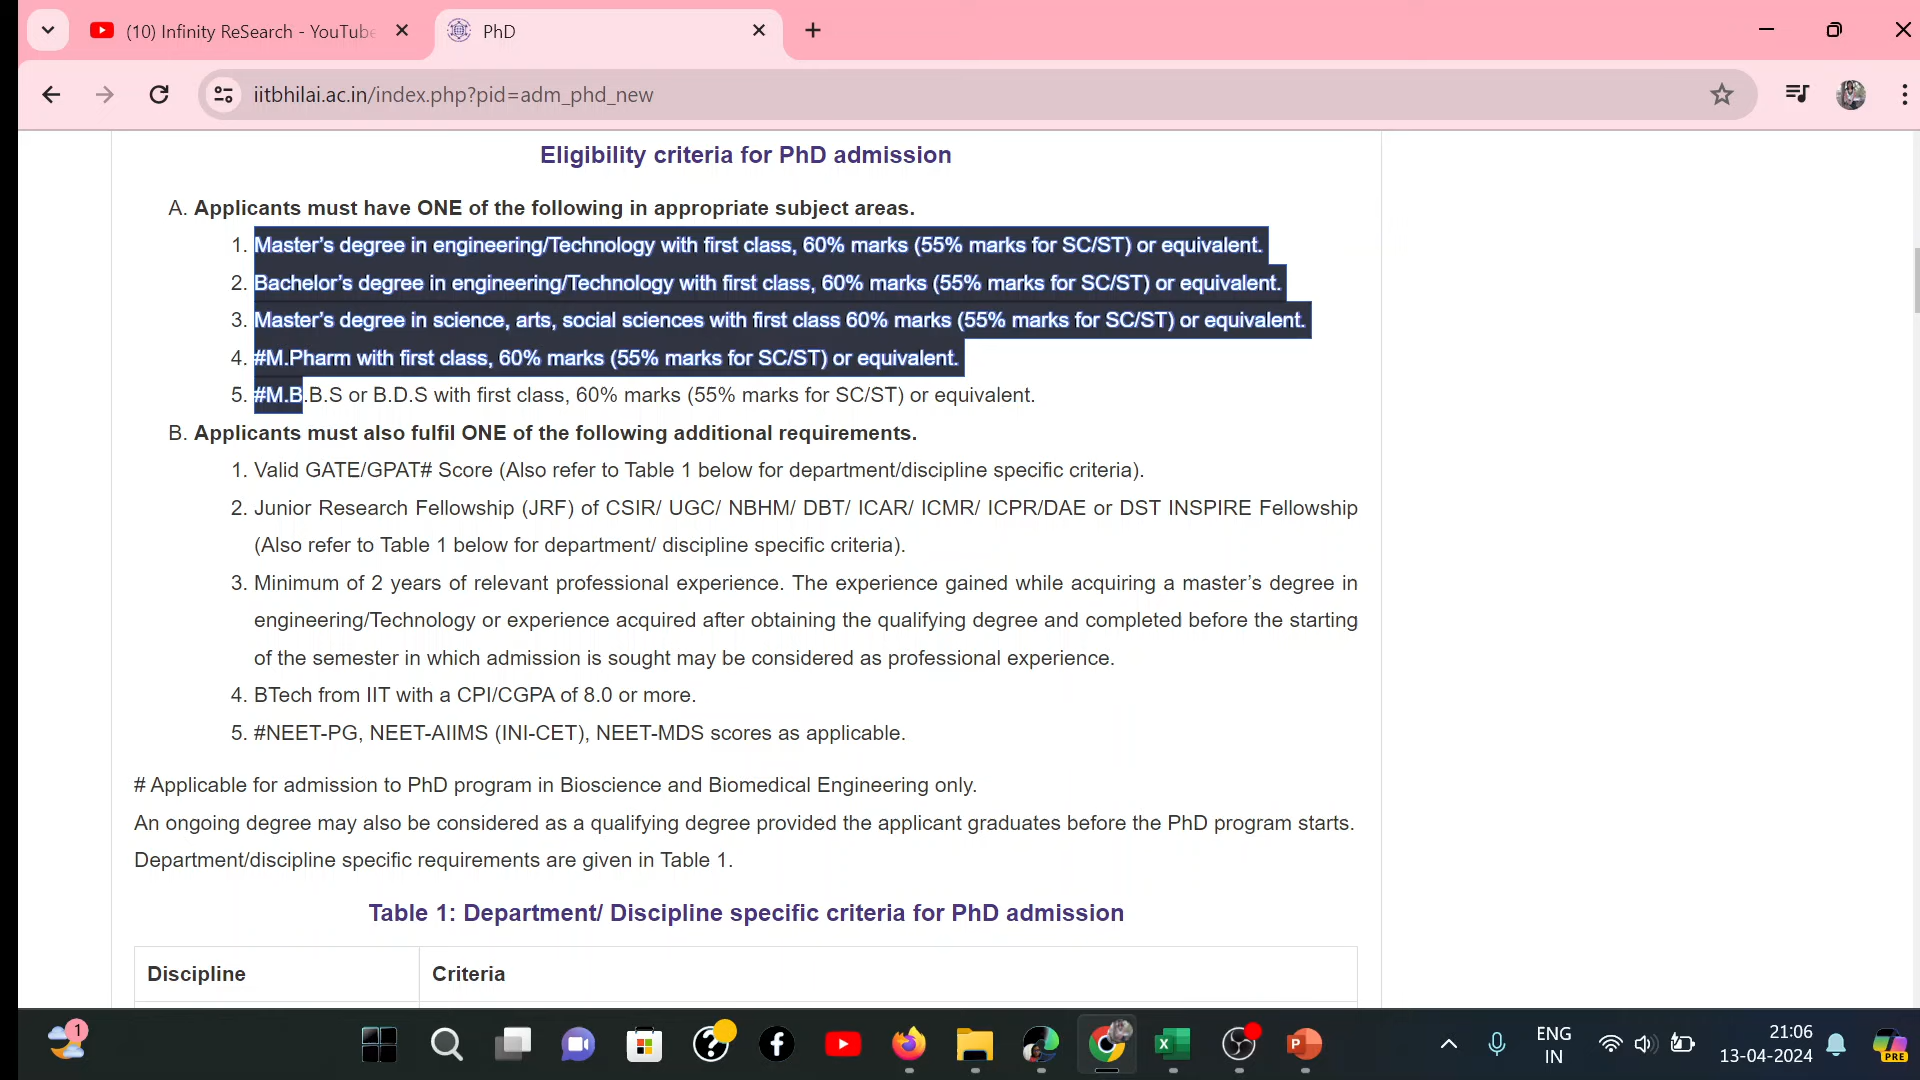 (10) Infinity ReSearch - YouTube
PhD
iitbhilai.ac.in/index.php?pid=adm_phd_new
Eligibility criteria for PhD admission
A. Applicants must have ONE of the following in appropriate subject areas.
1. Master’s degree in engineering/Technology with first class, 60% marks (55% marks for SC/ST) or equivalent.
2. Bachelor’s degree in engineering/Technology with first class, 60% marks (55% marks for SC/ST) or equivalent.
3. Master’s degree in science, arts, social sciences with first class 60% marks (55% marks for SC/ST) or equivalent.
4. #M.Pharm with first class, 60% marks (55% marks for SC/ST) or equivalent.
5. #M.B.B.S or B.D.S with first class, 60% marks (55% marks for SC/ST) or equivalent.
B. Applicants must also fulfil ONE of the following additional requirements.
1. Valid GATE/GPAT# Score (Also refer to Table 1 below for department/discipline specific criteria).
2. Junior Research Fellowship (JRF) of CSIR/ UGC/ NBHM/ DBT/ ICAR/ ICMR/ ICPR/DAE or DST INSPIRE Fellowship
(Also refer to Table 1 below for department/ discipline specific criteria).
3. Minimum of 2 years of relevant professional experience. The experience gained while acquiring a master’s degree in
engineering/Technology or experience acquired after obtaining the qualifying degree and completed before the starting
of the semester in which admission is sought may be considered as professional experience.
4. BTech from IIT with a CPI/CGPA of 8.0 or more.
5. #NEET-PG, NEET-AIIMS (INI-CET), NEET-MDS scores as applicable.
# Applicable for admission to PhD program in Bioscience and Biomedical Engineering only.
An ongoing degree may also be considered as a qualifying degree provided the applicant graduates before the PhD program starts.
Department/discipline specific requirements are given in Table 1.
Table 1: Department/ Discipline specific criteria for PhD admission
Discipline Criteria
1
ENG
IN
21:06
13-04-2024
PRE